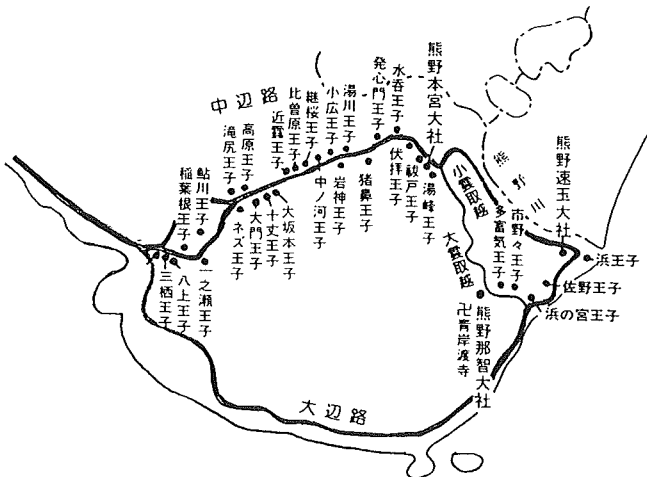 中辺路
稲葉根王子
鮎川王子
滝尻王子
高原王子
近露王子
比曽原王子
継桜王子
小広王子
湯川王子
発心門王子
水呑王子
熊野本宮大社
三栖王子
八上王子
一之瀬王子
ネズ王子
大門王子
十丈王子
大坂本王子
中ノ河王子
岩神王子
猪鼻王子
伏拝王子
祓戸王子
湯峰王子
小雲取越
大雲取越
熊野川
熊野速玉大社
多富気王子
市野々王子
浜王子
佐野王子
浜の宮王子
熊野那智大社
卍青岸渡寺
大辺路